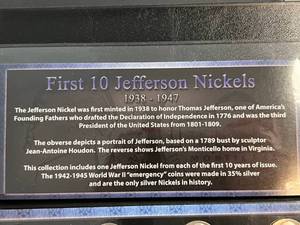 First 10 Jefferson Nickels
1938 - 1947
The Jefferson Nickel was first minted in 1938 to honor Thomas Jefferson, one of America's
Founding Fathers who drafted the Declaration of Independence in 1776 and was the third
President of the United States from 1801-1809.
The obverse depicts a portrait of Jefferson, based on a 1789 bust by sculptor
Jean-Antoine Houdon. The reverse shows Jefferson's Monticello home in Virginia.
This collection includes one Jefferson Nickel from each of the first 10 years of issue.
The 1942-1945 World War II "emergency" coins were made in 35% silver
and are the only silver Nickels in history.